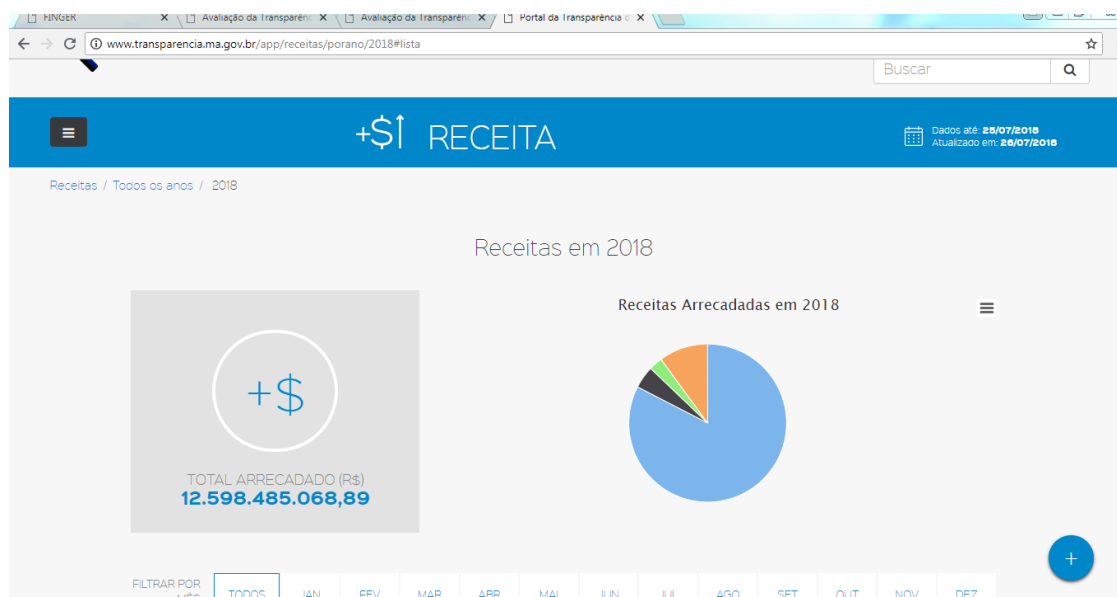 FINGER
Avaliação da Transparênc
Avaliação da Transparênc
Portal da Transparência d
www.transparencia.ma.gov.br/app/receitas/porano/2018#lista
Buscar
+$ RECEITA
Dados até: 25/07/2018
Atualizado em: 26/07/2018
Receitas / Todos os anos / 2018
Receitas em 2018
Receitas Arrecadadas em 2018
+$
TOTAL ARRECADADO (R$)
12.598.485.068,89
+
FILTRAR POR
MÊS
TODOS JAN FEV MAR ABR MAI JUN JUL AGO SET OUT NOV DEZ